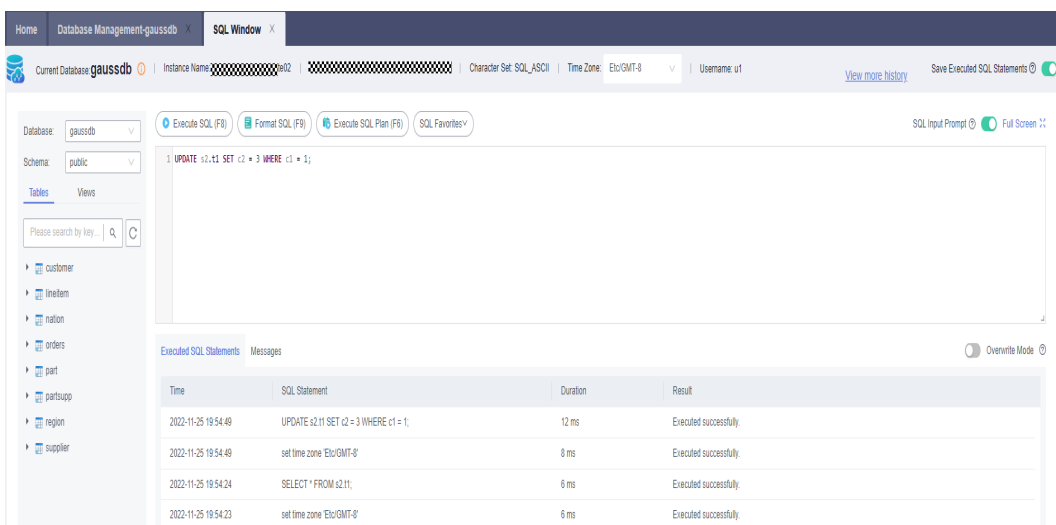 Home Database Management-gaussdb × SQL Window ×
Current Database: gaussdb | Instance Name: te02 | Character Set: SQL_ASCII | Time Zone: Etc/GMT-8 | Username: u1 View more history Save Executed SQL Statements
Database: gaussdb Execute SQL (F8) Format SQL (F9) Execute SQL Plan (F6) SQL Favorites SQL Input Prompt Full Screen
Schema: public
1 UPDATE s2.t1 SET c2 = 3 WHERE c1 = 1;
Tables Views
Please search by key...
customer
lineitem
nation
orders
part
partsupp
region
supplier
Executed SQL Statements Messages Overwrite Mode
Time SQL Statement Duration Result
2022-11-25 19:54:49 UPDATE s2.t1 SET c2 = 3 WHERE c1 = 1; 12 ms Executed successfully.
2022-11-25 19:54:49 set time zone 'Etc/GMT-8' 8 ms Executed successfully.
2022-11-25 19:54:24 SELECT * FROM s2.t1; 6 ms Executed successfully.
2022-11-25 19:54:23 set time zone 'Etc/GMT-8' 6 ms Executed successfully.